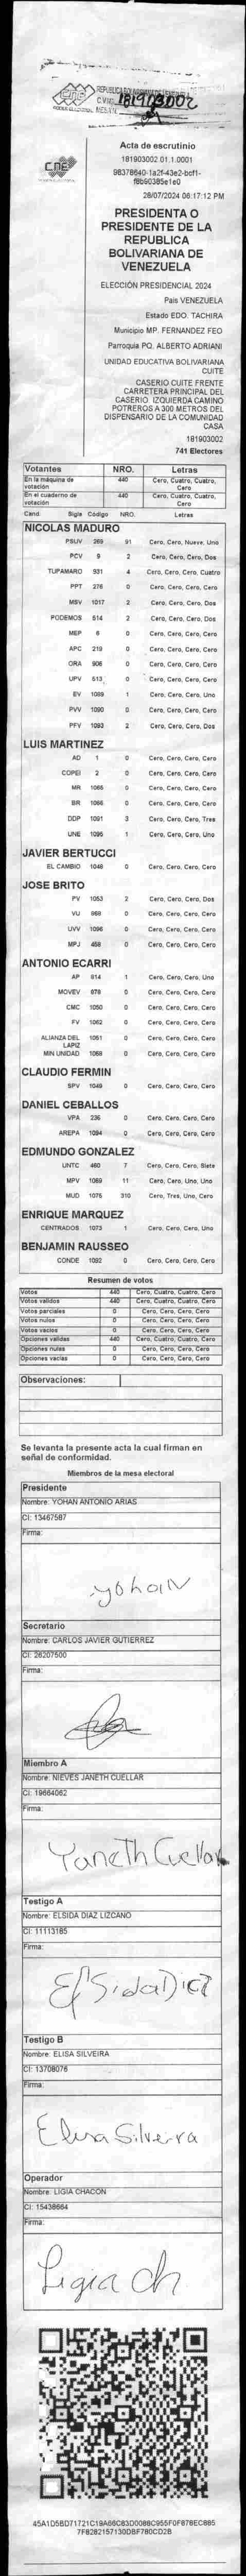 181903002
CNE
Acta de escrutinio
181903002.01.1.0001
28/07/2024 06:17:12 PM
PRESIDENTA O
PRESIDENTE DE LA
REPUBLICA
BOLIVARIANA DE
VENEZUELA
ELECCIÓN PRESIDENCIAL 2024
Pais VENEZUELA
Estado EDO. TACHIRA
Municipio MP. FERNANDEZ FEO
Parroquia PQ. ALBERTO ADRIANI
UNIDAD EDUCATIVA BOLIVARIANA
CUITE
CASERIO CUITE FRENTE
CARRETERA PRINCIPAL DEL
CASERIO IZQUIERDA CAMINO
POTREROS A 300 METROS DEL
DISPENSARIO DE LA COMUNIDAD
CASA
181903002
741 Electores
Votantes NRO. Letras
En la máquina de votación 440 Cero, Cuatro, Cuatro, Cero
En el cuaderno de votación 440 Cero, Cuatro, Cuatro, Cero
Cand Sigla Código NRO. Letras
NICOLAS MADURO
PSUV 269 91 Cero, Cero, Nueve, Uno
PCV 9 2 Cero, Cero, Cero, Dos
TUPAMARO 931 4 Cero, Cero, Cero, Cuatro
PPT 276 0 Cero, Cero, Cero, Cero
MSV 1017 2 Cero, Cero, Cero, Dos
PODEMOS 514 2 Cero, Cero, Cero, Dos
MEP 6 0 Cero, Cero, Cero, Cero
APC 219 0 Cero, Cero, Cero, Cero
ORA 906 0 Cero, Cero, Cero, Cero
UPV 613 0 Cero, Cero, Cero, Cero
EV 1089 1 Cero, Cero, Cero, Uno
PVV 1090 0 Cero, Cero, Cero, Cero
PFV 1093 2 Cero, Cero, Cero, Dos
LUIS MARTINEZ
AD 1 0 Cero, Cero, Cero, Cero
COPEI 2 0 Cero, Cero, Cero, Cero
MR 1065 0 Cero, Cero, Cero, Cero
BR 1066 0 Cero, Cero, Cero, Cero
DDP 1091 3 Cero, Cero, Cero, Tres
UNE 1095 1 Cero, Cero, Cero, Uno
JAVIER BERTUCCI
EL CAMBIO 1048 0 Cero, Cero, Cero, Cero
JOSE BRITO
PV 1053 2 Cero, Cero, Cero, Dos
VU 868 0 Cero, Cero, Cero, Cero
UVV 1096 0 Cero, Cero, Cero, Cero
MPJ 458 0 Cero, Cero, Cero, Cero
ANTONIO ECARRI
AP 814 1 Cero, Cero, Cero, Uno
MOVEV 978 0 Cero, Cero, Cero, Cero
CMC 1050 0 Cero, Cero, Cero, Cero
FV 1062 0 Cero, Cero, Cero, Cero
ALIANZA DEL LAPIZ 1051 0 Cero, Cero, Cero, Cero
MIN UNIDAD 1058 0 Cero, Cero, Cero, Cero
CLAUDIO FERMIN
SPV 1049 0 Cero, Cero, Cero, Cero
DANIEL CEBALLOS
VPA 236 0 Cero, Cero, Cero, Cero
AREPA 1094 0 Cero, Cero, Cero, Cero
EDMUNDO GONZALEZ
UNTC 460 7 Cero, Cero, Cero, Siete
MPV 1069 11 Cero, Cero, Uno, Uno
MUD 1075 310 Cero, Tres, Uno, Cero
ENRIQUE MARQUEZ
CENTRADOS 1073 1 Cero, Cero, Cero, Uno
BENJAMIN RAUSSEO
CONDE 1092 0 Cero, Cero, Cero, Cero
Resumen de votos
Votos 440 Cero, Cuatro, Cuatro, Cero
Votos validos 440 Cero, Cuatro, Cuatro, Cero
Votos parciales 0 Cero, Cero, Cero, Cero
Votos nulos 0 Cero, Cero, Cero, Cero
Votos vacios 0 Cero, Cero, Cero, Cero
Opciones validas 440 Cero, Cuatro, Cuatro, Cero
Opciones nulas 0 Cero, Cero, Cero, Cero
Opciones vacias 0 Cero, Cero, Cero, Cero
Observaciones:
Se levanta la presente acta la cual firman en
señal de conformidad.
Miembros de la mesa electoral
Presidente
Nombre: YOHAN ANTONIO ARIAS
CI: 13467587
Firma:
yohan
Secretario
Nombre: CARLOS JAVIER GUTIERREZ
CI: 26207500
Firma:
Miembro A
Nombre: NIEVES JANETH CUELLAR
CI: 19664062
Firma:
Yaneth Cuellar
Testigo A
Nombre: ELSIDA DIAZ LIZCANO
CI: 11113185
Firma:
Testigo B
Nombre: ELISA SILVEIRA
CI: 13708076
Firma:
Elisa Silveira
Operador
Nombre: LIGIA CHACON
CI: 15438664
Firma:
Ligia ch